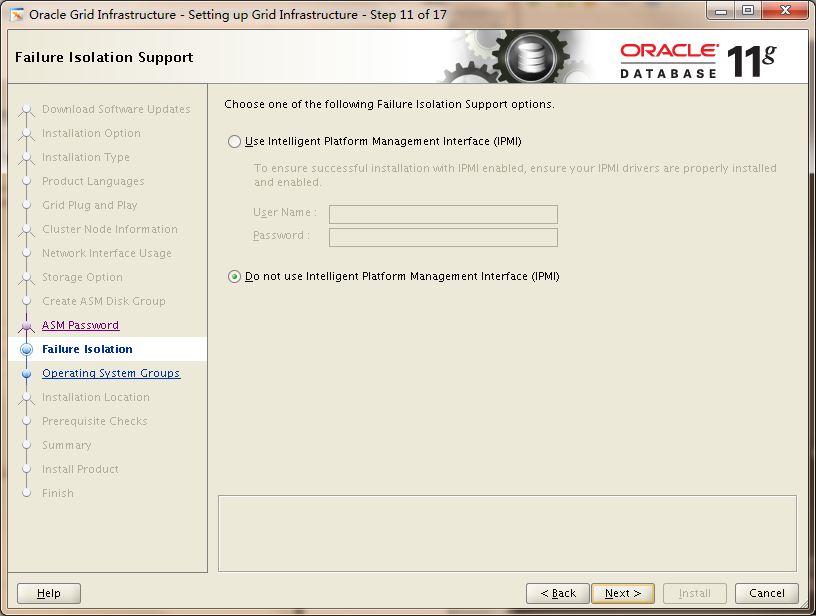 Oracle Grid Infrastructure - Setting up Grid Infrastructure - Step 11 of 17
Failure Isolation Support
ORACLE
DATABASE 11g
Download Software Updates
Installation Option
Installation Type
Product Languages
Grid Plug and Play
Cluster Node Information
Network Interface Usage
Storage Option
Create ASM Disk Group
ASM Password
Failure Isolation
Operating System Groups
Installation Location
Prerequisite Checks
Summary
Install Product
Finish
Choose one of the following Failure Isolation Support options.
Use Intelligent Platform Management Interface (IPMI)
To ensure successful installation with IPMI enabled, ensure your IPMI drivers are properly installed
and enabled.
User Name :
Password :
Do not use Intelligent Platform Management Interface (IPMI)
Help
< Back
Next >
Install
Cancel